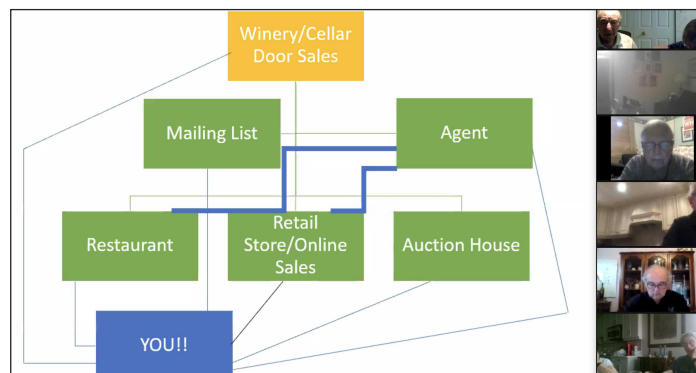 Winery/Cellar
Door Sales
Mailing List
Agent
Restaurant
Retail
Store/Online
Sales
Auction House
YOU!!